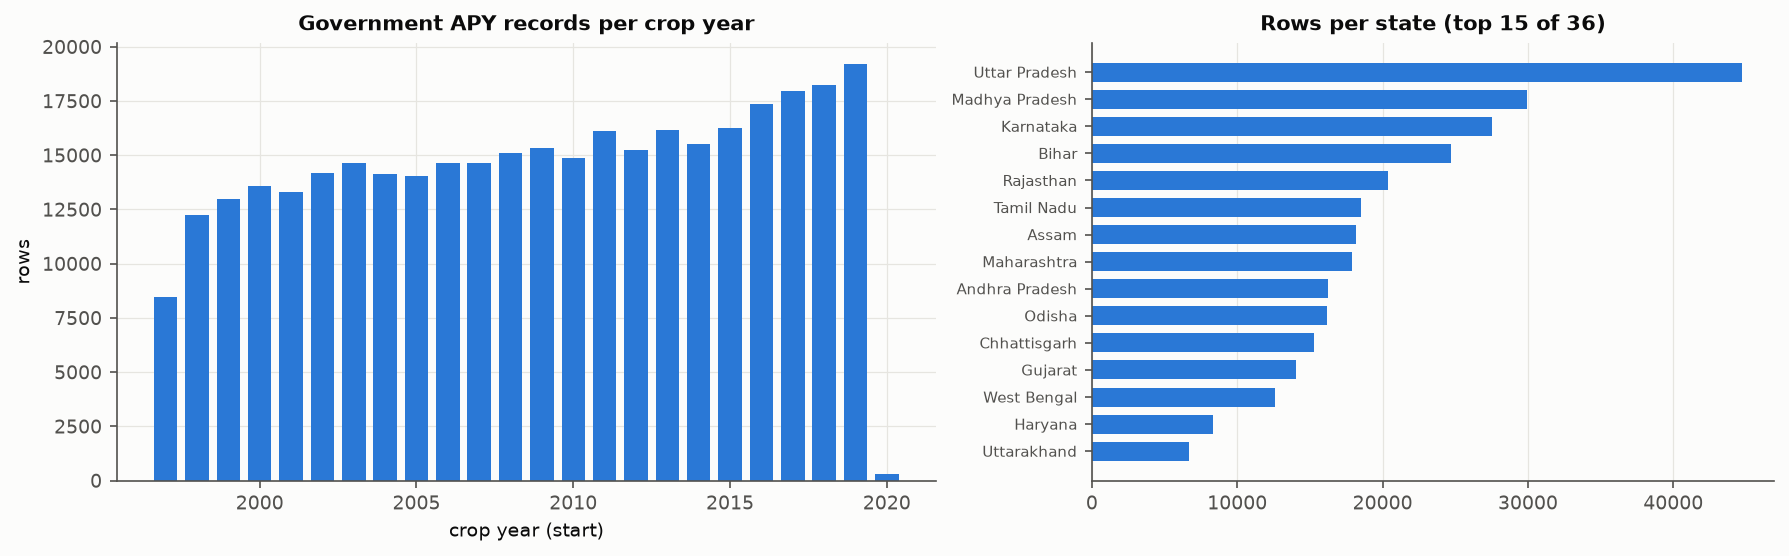 Government APY records per crop year
20000
17500
15000
12500
10000
7500
5000
2500
0
rows
2000
2005
2010
2015
2020
crop year (start)
Rows per state (top 15 of 36)
Uttar Pradesh
Madhya Pradesh
Karnataka
Bihar
Rajasthan
Tamil Nadu
Assam
Maharashtra
Andhra Pradesh
Odisha
Chhattisgarh
Gujarat
West Bengal
Haryana
Uttarakhand
0
10000
20000
30000
40000